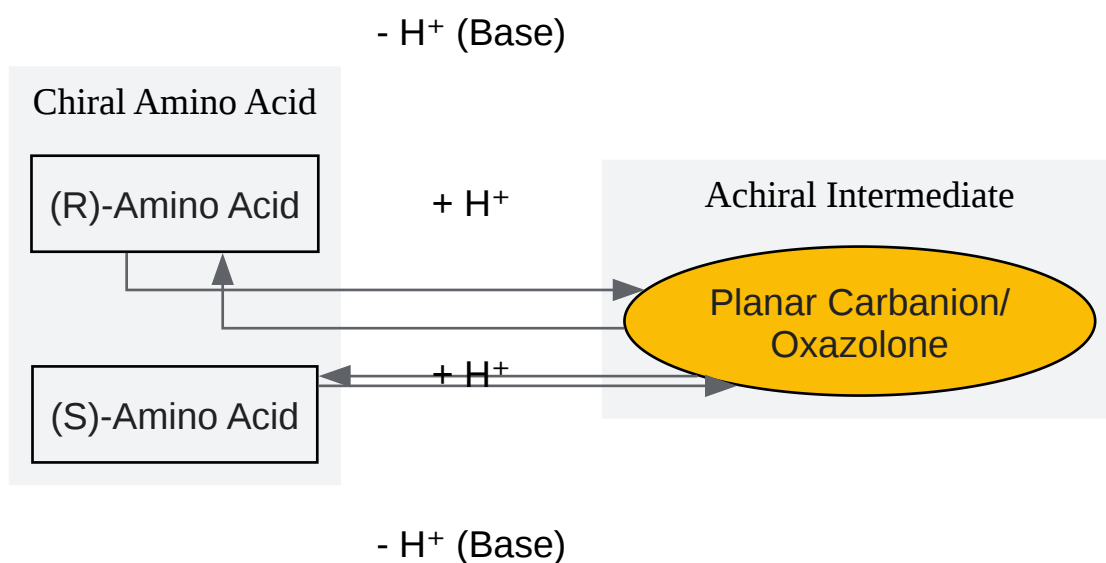 - H⁺ (Base)
Chiral Amino Acid
(R)-Amino Acid
+ H⁺
Achiral Intermediate
Planar Carbanion/
Oxazolone
+ H⁺
(S)-Amino Acid
- H⁺ (Base)